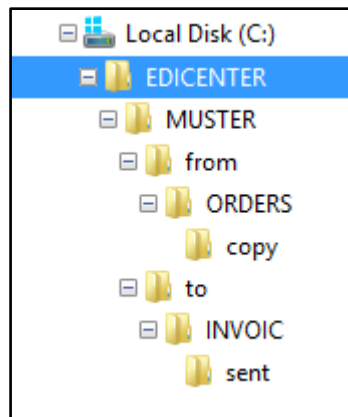 Local Disk (C:)
EDICENTER
MUSTER
from
ORDERS
copy
to
INVOIC
sent